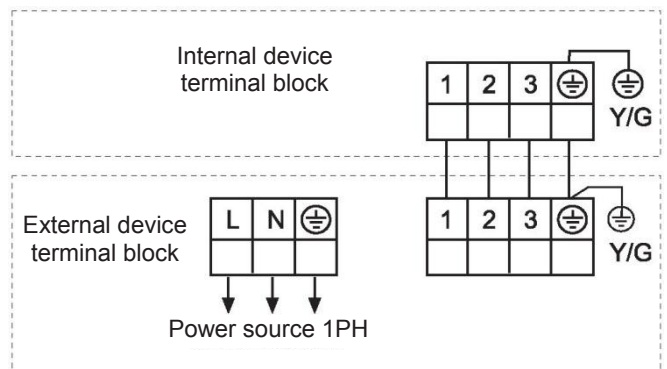 Internal device
terminal block
1 2 3
Y/G
External device
terminal block
L N
1 2 3
Y/G
Power source 1PH